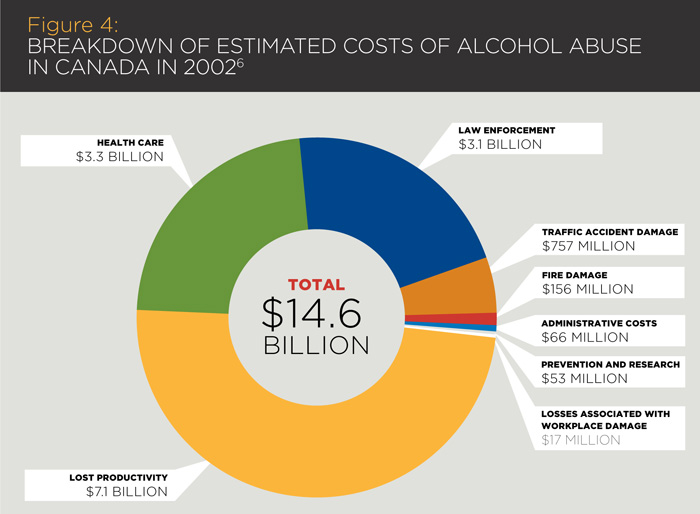 Figure 4:
BREAKDOWN OF ESTIMATED COSTS OF ALCOHOL ABUSE
IN CANADA IN 2002⁶
HEALTH CARE
$3.3 BILLION
LAW ENFORCEMENT
$3.1 BILLION
TRAFFIC ACCIDENT DAMAGE
$757 MILLION
FIRE DAMAGE
$156 MILLION
TOTAL
$14.6
BILLION
ADMINISTRATIVE COSTS
$66 MILLION
PREVENTION AND RESEARCH
$53 MILLION
LOSSES ASSOCIATED WITH
WORKPLACE DAMAGE
$17 MILLION
LOST PRODUCTIVITY
$7.1 BILLION